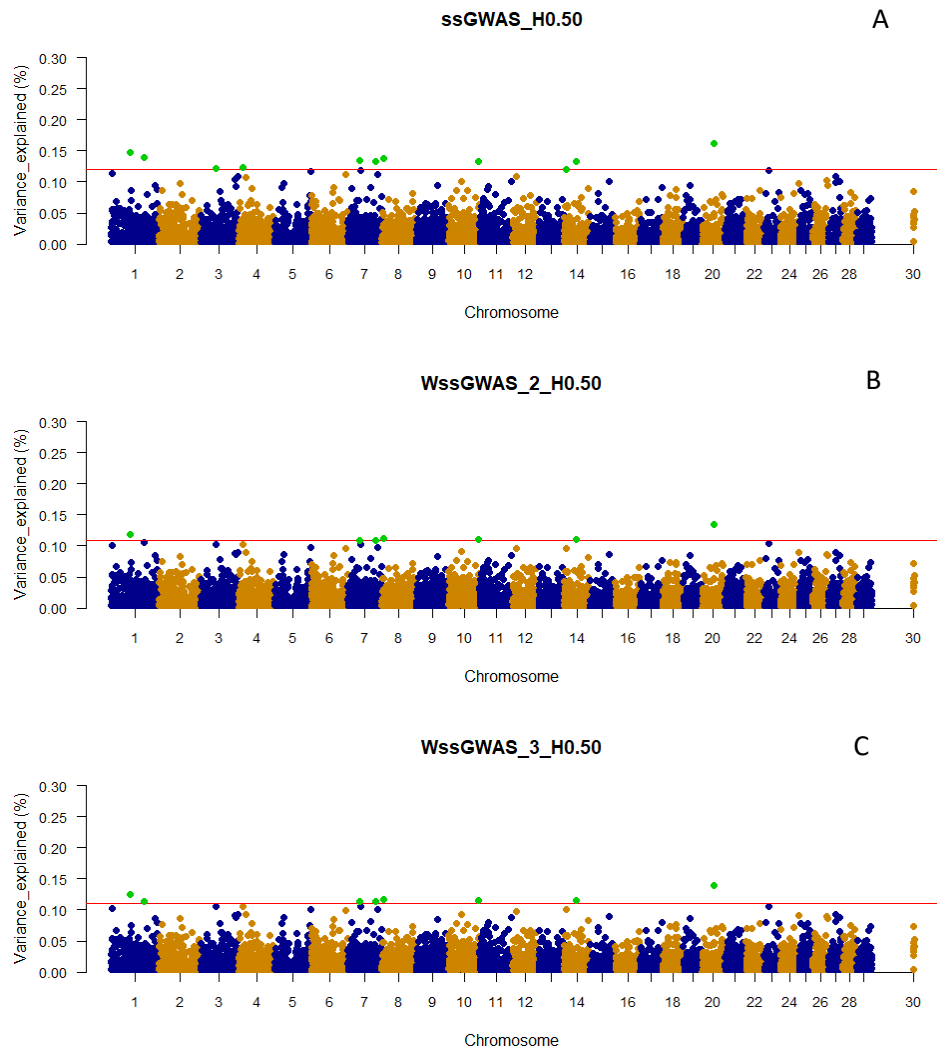 ssGWAS_H0.50
A
Variance_explained (%)
0.30
0.25
0.20
0.15
0.10
0.05
0.00
1 2 3 4 5 6 7 8 9 10 11 12 14 16 18 20 22 24 26 28 30
Chromosome
WssGWAS_2_H0.50
B
Variance_explained (%)
0.30
0.25
0.20
0.15
0.10
0.05
0.00
1 2 3 4 5 6 7 8 9 10 11 12 14 16 18 20 22 24 26 28 30
Chromosome
WssGWAS_3_H0.50
C
Variance_explained (%)
0.30
0.25
0.20
0.15
0.10
0.05
0.00
1 2 3 4 5 6 7 8 9 10 11 12 14 16 18 20 22 24 26 28 30
Chromosome